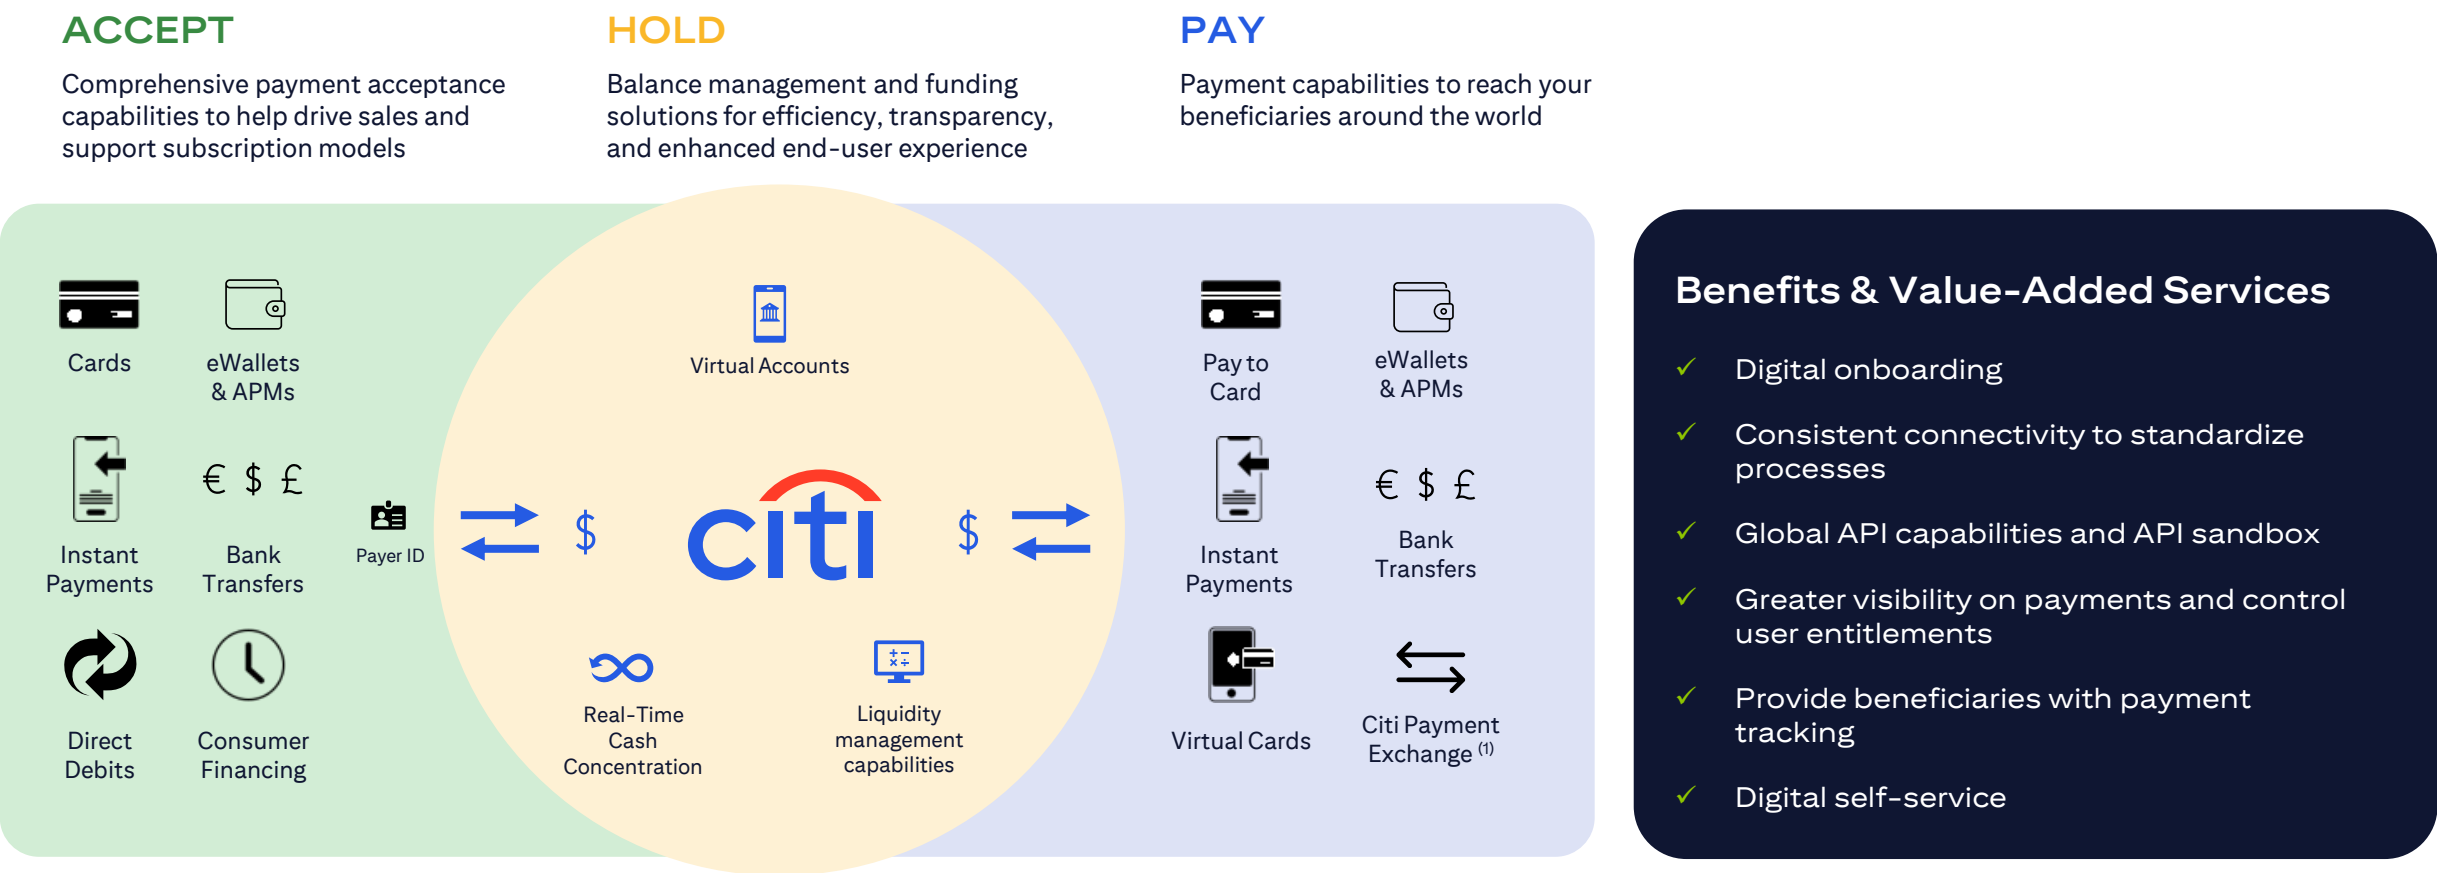 ACCEPT
Comprehensive payment acceptance
capabilities to help drive sales and
support subscription models
HOLD
Balance management and funding
solutions for efficiency, transparency,
and enhanced end-user experience
PAY
Payment capabilities to reach your
beneficiaries around the world
Cards
eWallets
& APMs
€ $ £
Instant
Payments
Bank
Transfers
Payer ID
Direct
Debits
Consumer
Financing
Virtual Accounts
$
citi
$
Real-Time
Cash
Concentration
Liquidity
management
capabilities
Pay to
Card
eWallets
& APMs
€ $ £
Instant
Payments
Bank
Transfers
Virtual Cards
Citi Payment
Exchange (1)
Benefits & Value-Added Services
✓ Digital onboarding
✓ Consistent connectivity to standardize
processes
✓ Global API capabilities and API sandbox
✓ Greater visibility on payments and control
user entitlements
✓ Provide beneficiaries with payment
tracking
✓ Digital self-service